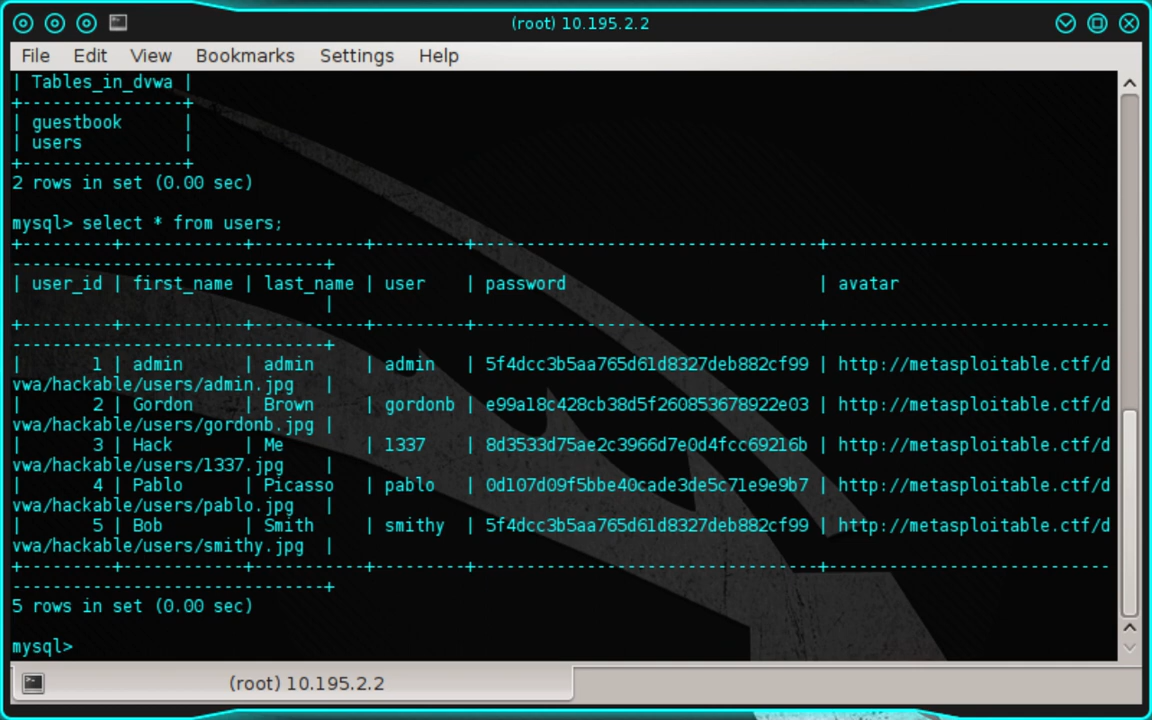 (root) 10.195.2.2
File Edit View Bookmarks Settings Help
| Tables_in_dvwa |
+----------------+
| guestbook      |
| users          |
+----------------+
2 rows in set (0.00 sec)
mysql> select * from users;
+---------+------------+-----------+---------+----------------------------------+----------------------------
-------------------------------+
| user_id | first_name | last_name | user    | password                         | avatar
                               |
+---------+------------+-----------+---------+----------------------------------+----------------------------
-------------------------------+
|       1 | admin      | admin     | admin   | 5f4dcc3b5aa765d61d8327deb882cf99 | http://metasploitable.ctf/d
vwa/hackable/users/admin.jpg   |
|       2 | Gordon     | Brown     | gordonb | e99a18c428cb38d5f260853678922e03 | http://metasploitable.ctf/d
vwa/hackable/users/gordonb.jpg |
|       3 | Hack       | Me        | 1337    | 8d3533d75ae2c3966d7e0d4fcc69216b | http://metasploitable.ctf/d
vwa/hackable/users/1337.jpg    |
|       4 | Pablo      | Picasso   | pablo   | 0d107d09f5bbe40cade3de5c71e9e9b7 | http://metasploitable.ctf/d
vwa/hackable/users/pablo.jpg   |
|       5 | Bob        | Smith     | smithy  | 5f4dcc3b5aa765d61d8327deb882cf99 | http://metasploitable.ctf/d
vwa/hackable/users/smithy.jpg  |
+---------+------------+-----------+---------+----------------------------------+----------------------------
-------------------------------+
5 rows in set (0.00 sec)
mysql>
(root) 10.195.2.2